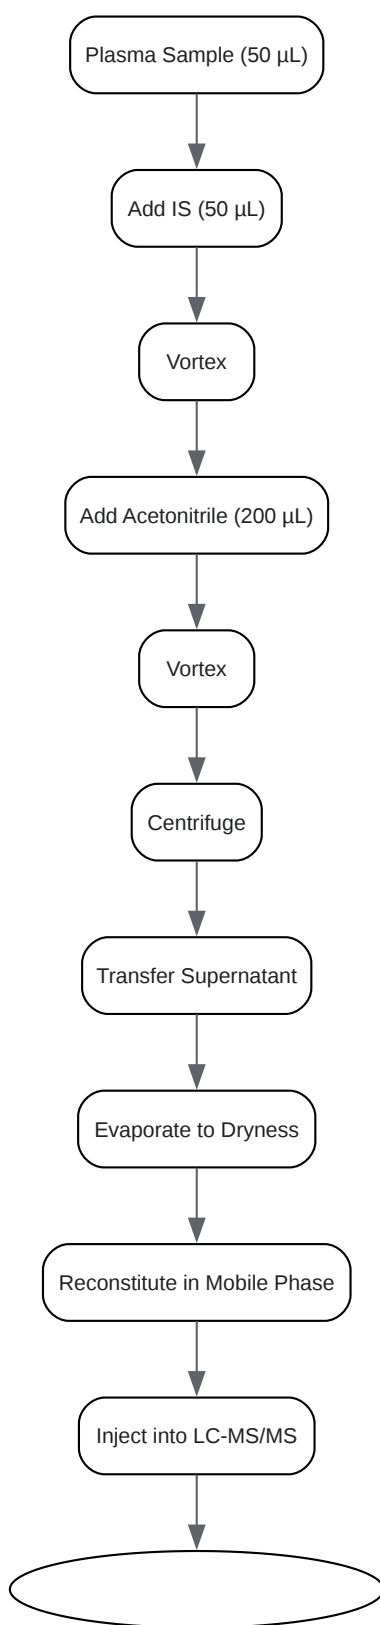 Plasma Sample (50 µL)
Add IS (50 µL)
Vortex
Add Acetonitrile (200 µL)
Vortex
Centrifuge
Transfer Supernatant
Evaporate to Dryness
Reconstitute in Mobile Phase
Inject into LC-MS/MS